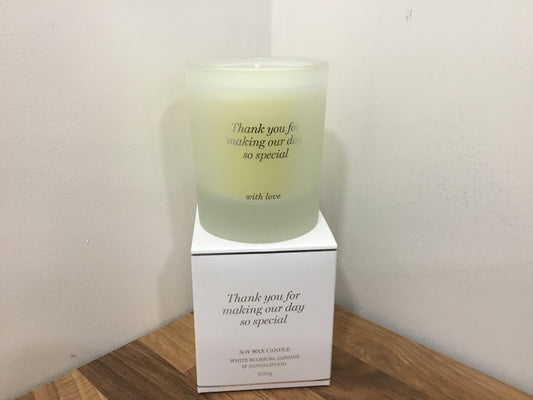 Thank you for
making our day
so special
with love
Thank you for
making our day
so special
SOY WAX CANDLE
WHITE BLOSSOM, JASMINE
& SANDALWOOD
200g